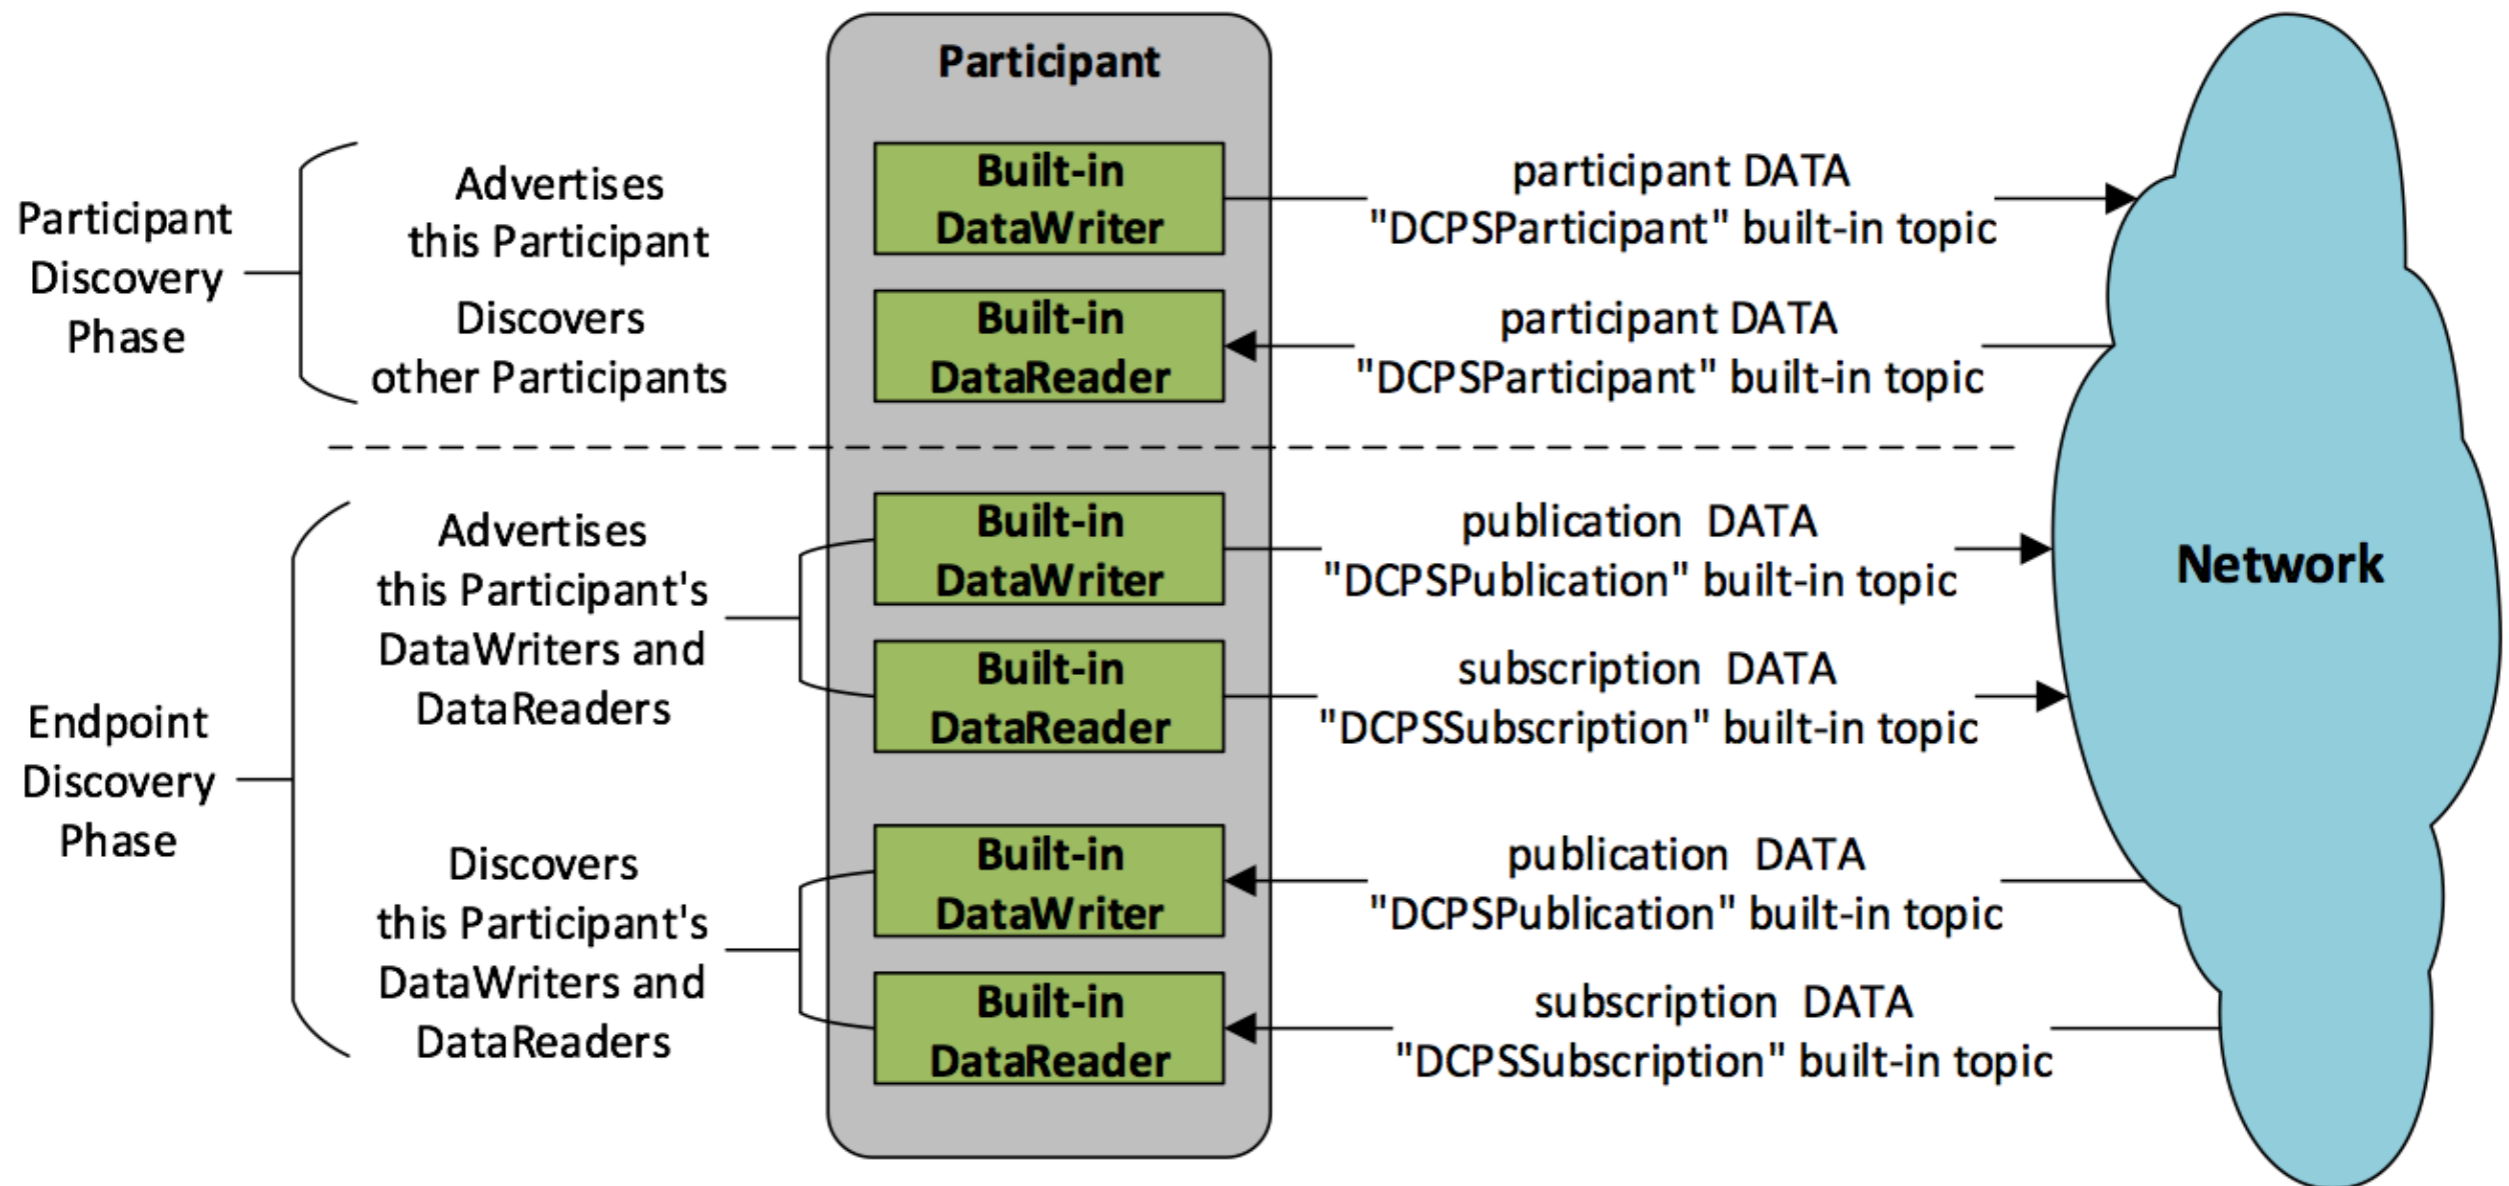 Participant
Participant
Discovery
Phase
Advertises
this Participant
Discovers
other Participants
Built-in
DataWriter
participant DATA
"DCPSParticipant" built-in topic
Built-in
DataReader
participant DATA
"DCPSParticipant" built-in topic
Endpoint
Discovery
Phase
Advertises
this Participant's
DataWriters and
DataReaders
Built-in
DataWriter
publication DATA
"DCPSPublication" built-in topic
Built-in
DataReader
subscription DATA
"DCPSSubscription" built-in topic
Discovers
this Participant's
DataWriters and
DataReaders
Built-in
DataWriter
publication DATA
"DCPSPublication" built-in topic
Built-in
DataReader
subscription DATA
"DCPSSubscription" built-in topic
Network